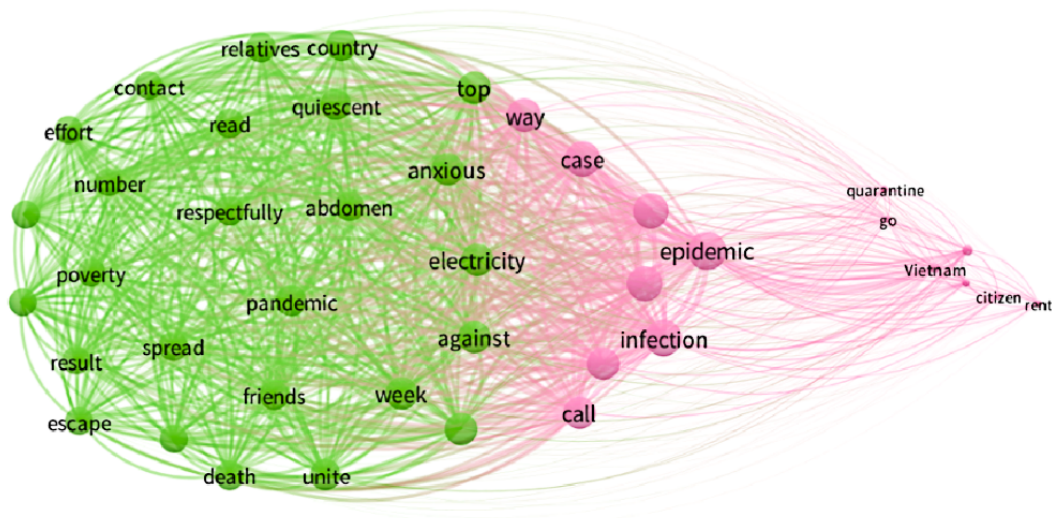 relatives country
contact
top
quiescent
way
read
effort
case
anxious
number
quarantine
respectfully
abdomen
go
epidemic
electricity
Vietnam
poverty
citizen
rent
pandemic
against
infection
spread
result
friends
week
call
escape
death
unite